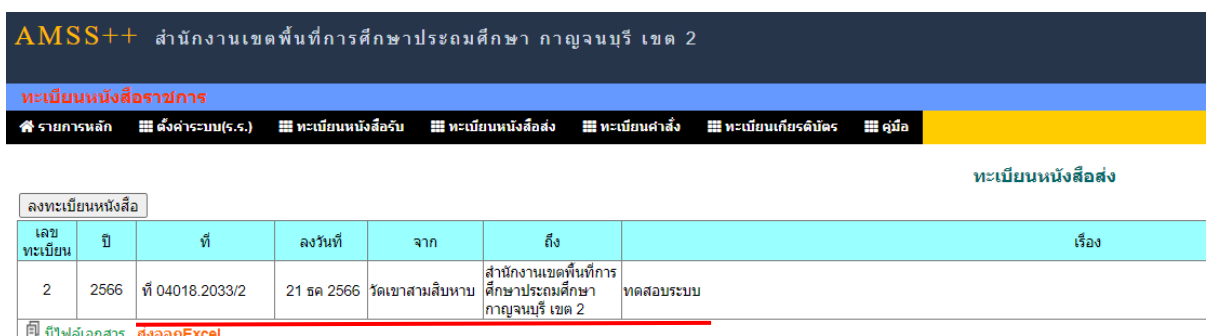 AMSS++ สำนักงานเขตพื้นที่การศึกษาประถมศึกษา กาญจนบุรี เขต 2
ทะเบียนหนังสือราชการ
รายการหลัก ตั้งค่าระบบ(ร.ร.) ทะเบียนหนังสือรับ ทะเบียนหนังสือส่ง ทะเบียนคำสั่ง ทะเบียนเกียรติบัตร คู่มือ
ทะเบียนหนังสือส่ง
ลงทะเบียนหนังสือ
เลข
ทะเบียน ปี ที่ ลงวันที่ จาก ถึง เรื่อง
2 2566 ที่ 04018.2033/2 21 ธค 2566 วัดเขาสามสิบหาบ สำนักงานเขตพื้นที่การ
ศึกษาประถมศึกษา
กาญจนบุรี เขต 2 ทดสอบระบบ
มีไฟล์เอกสาร ส่งออกExcel